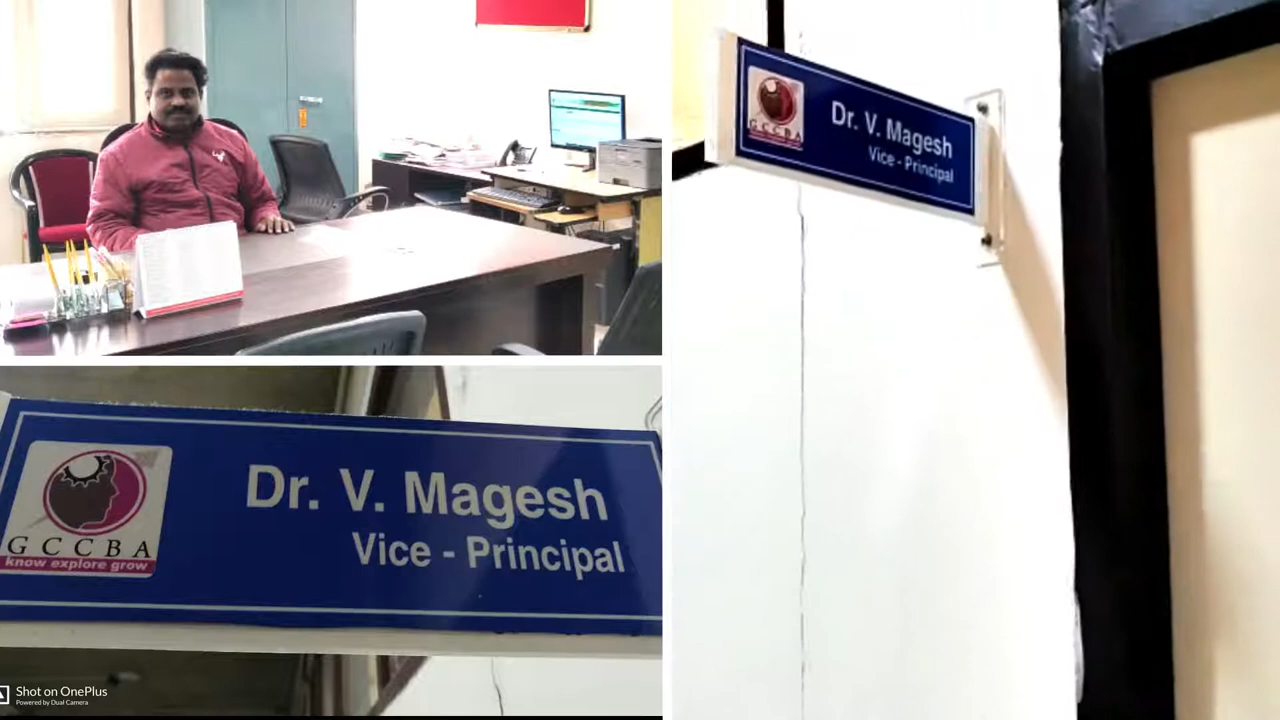 GCCBA
know explore grow
Dr. V. Magesh
Vice - Principal
Shot on OnePlus
Powered by Dual Camera
GCCBA
Dr. V. Magesh
Vice - Principal